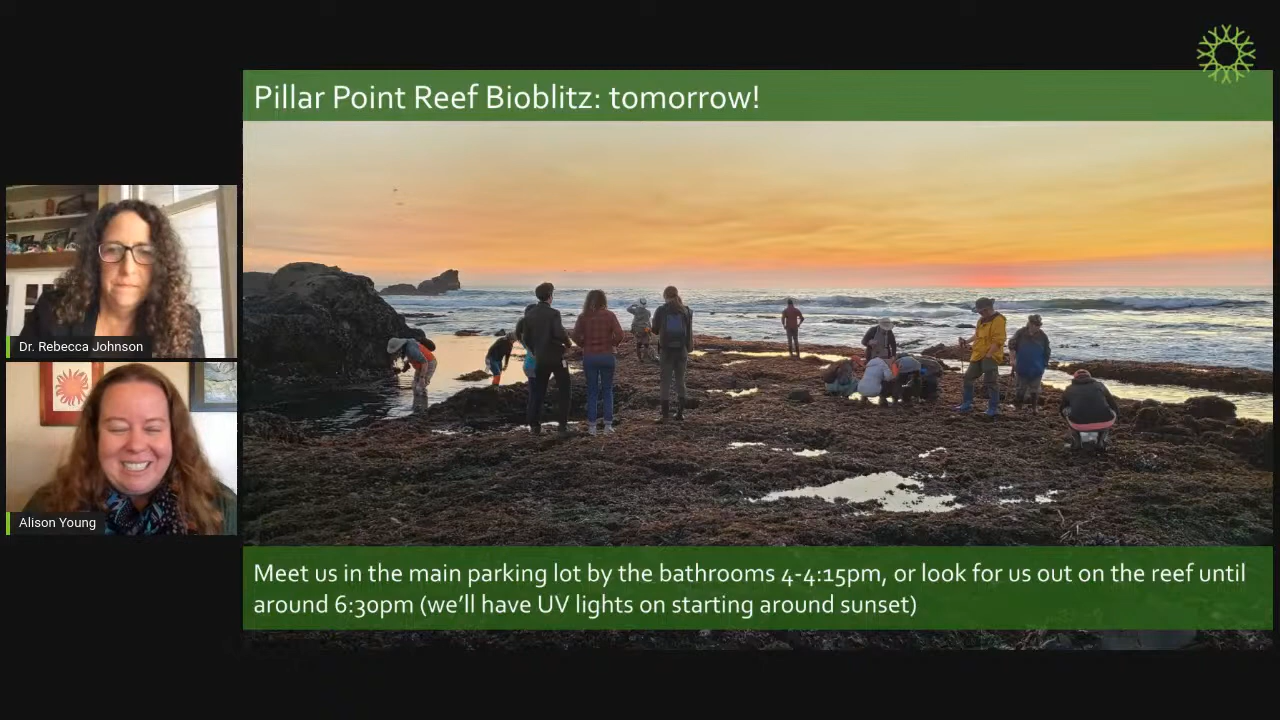 Pillar Point Reef Bioblitz: tomorrow!
Dr. Rebecca Johnson
Alison Young
Meet us in the main parking lot by the bathrooms 4-4:15pm, or look for us out on the reef until
around 6:30pm (we’ll have UV lights on starting around sunset)